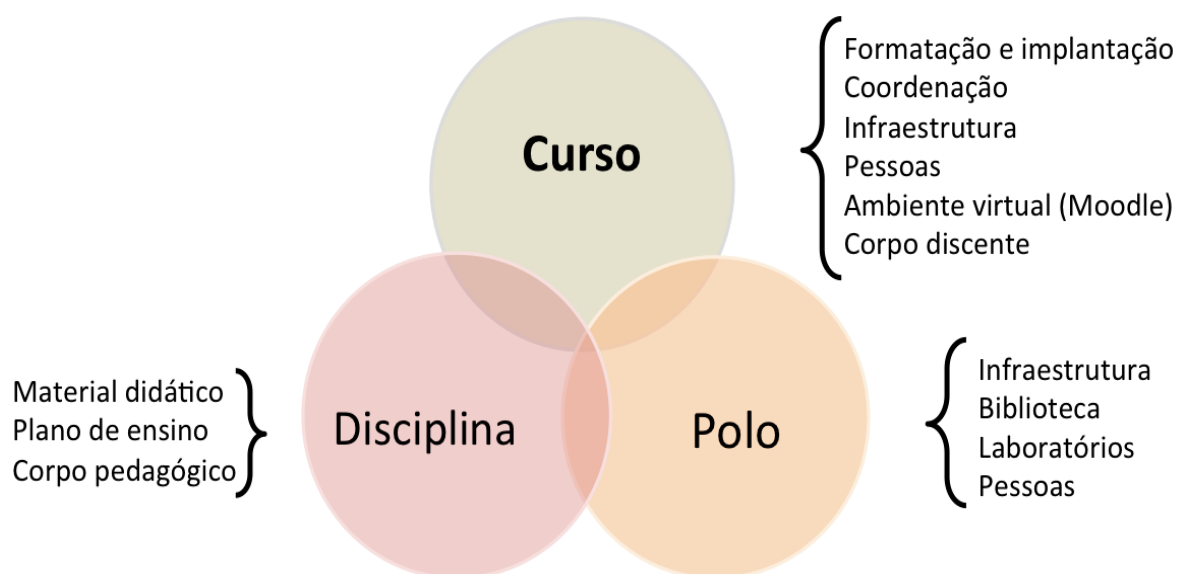 Curso
Formatação e implantação
Coordenação
Infraestrutura
Pessoas
Ambiente virtual (Moodle)
Corpo discente
Material didático
Plano de ensino
Corpo pedagógico
Disciplina
Polo
Infraestrutura
Biblioteca
Laboratórios
Pessoas